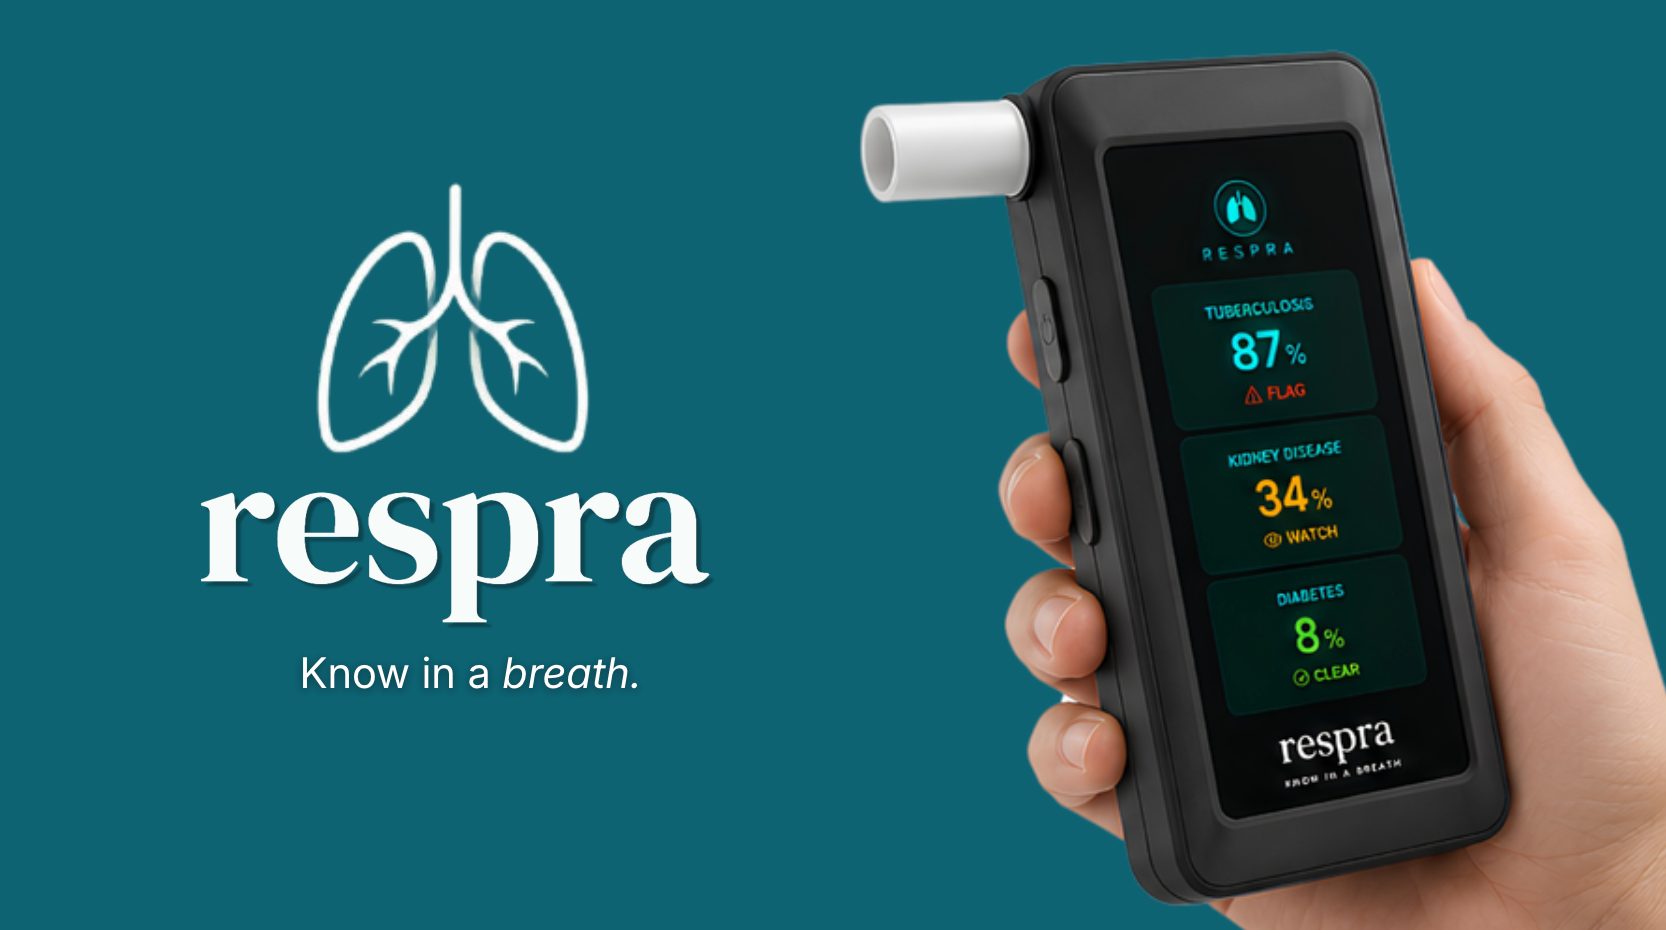 respra
Know in a breath.
RESPRA
TUBERCULOSIS
87%
FLAG
KIDNEY DISEASE
34%
WATCH
DIABETES
8%
CLEAR
respra
KNOW IN A BREATH